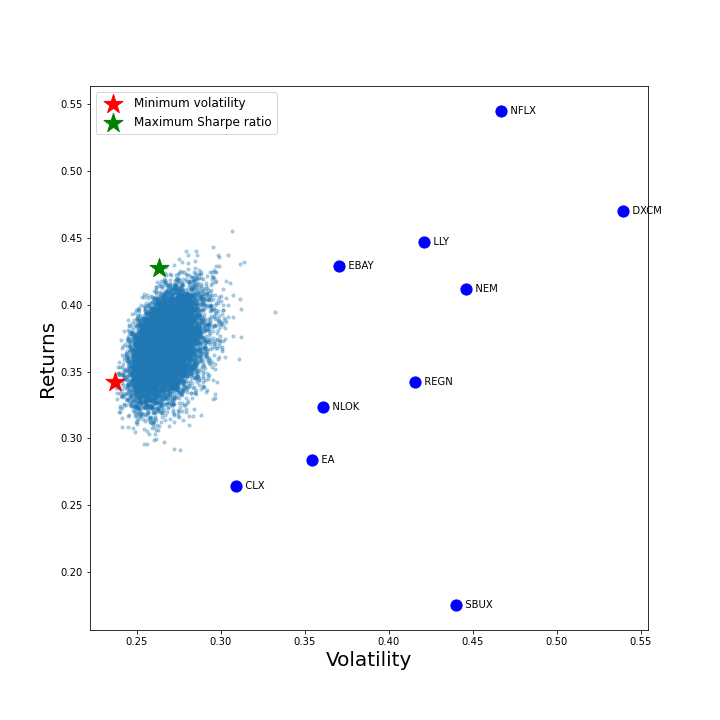 Minimum volatility
Maximum Sharpe ratio
0.55
NFLX
0.50
DXCM
0.45
LLY
EBAY
NEM
0.40
Returns
0.35
REGN
NLOK
0.30
EA
CLX
0.25
0.20
SBUX
0.25 0.30 0.35 0.40 0.45 0.50 0.55
Volatility